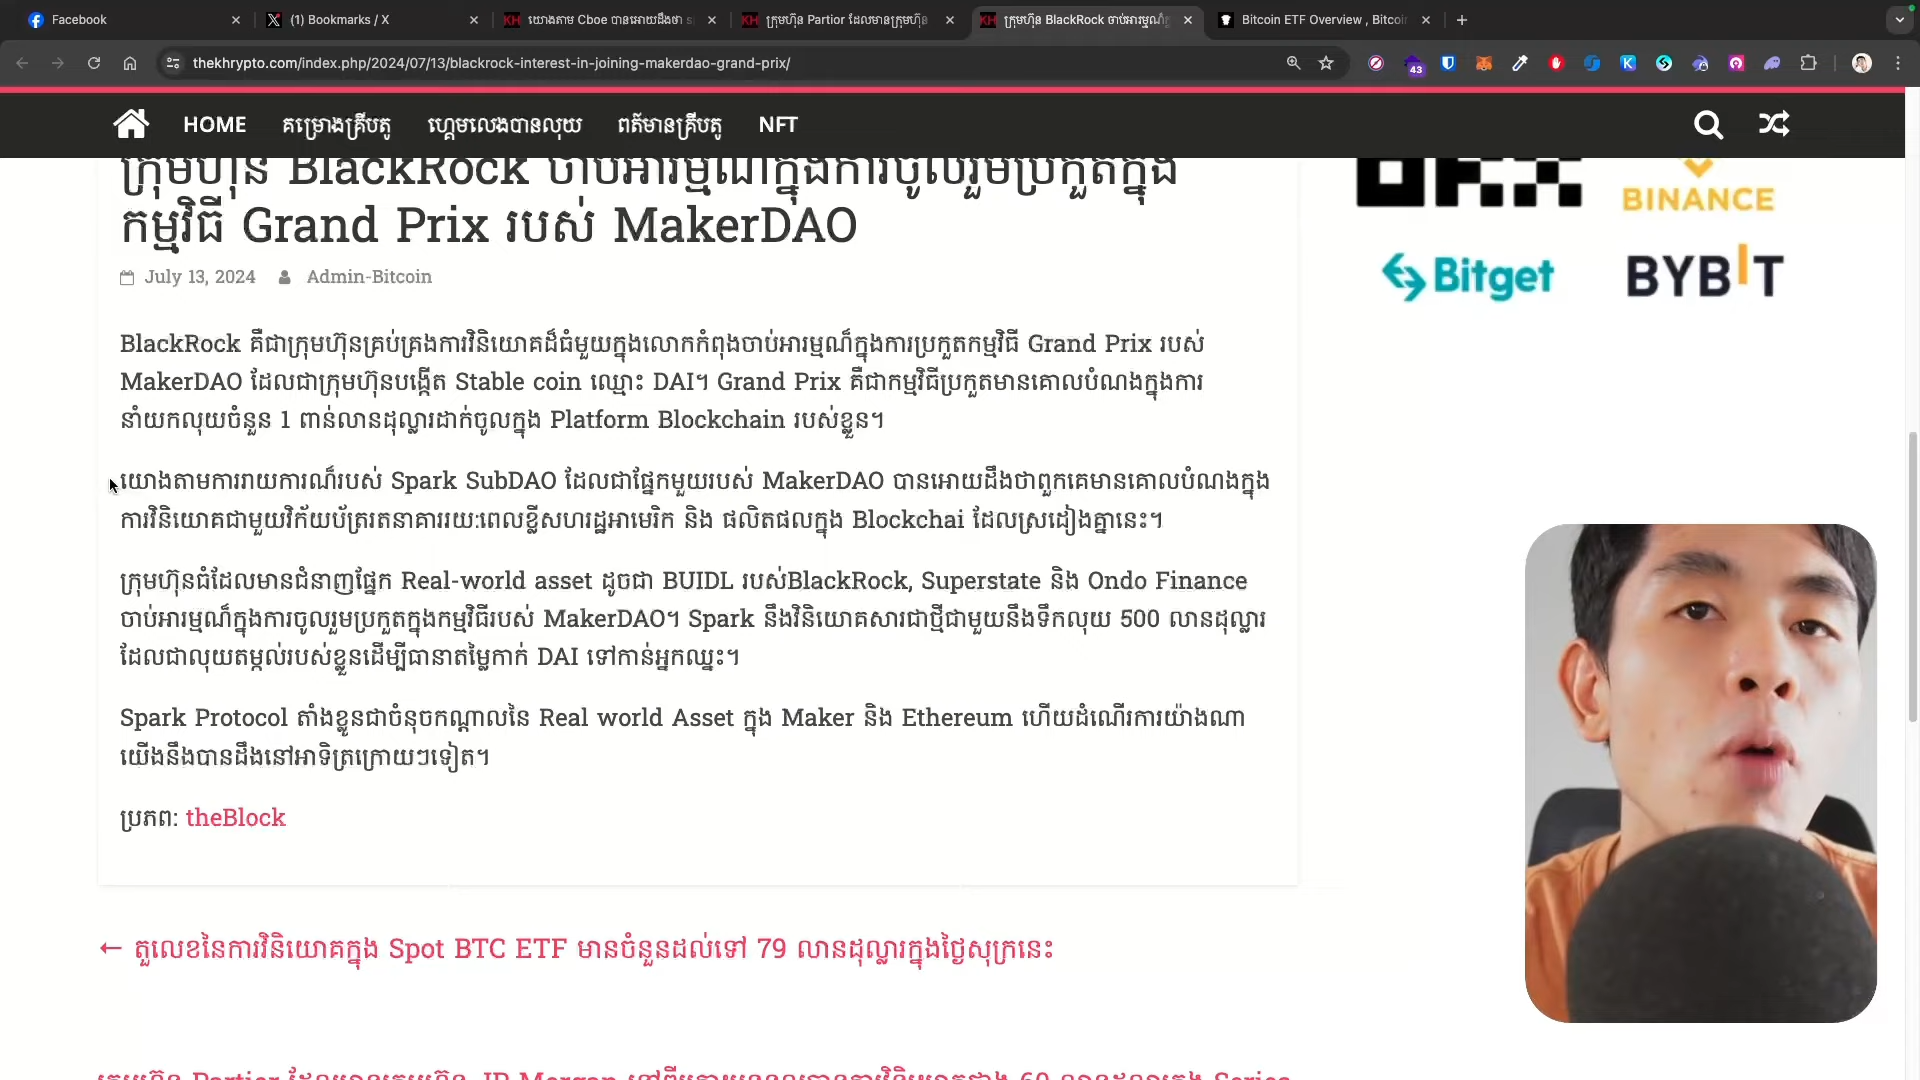 Facebook
(1) Bookmarks / X
យោងតាម Cboe បានអោយដឹងថា s
ក្រុមហ៊ុន Partior ដែលមានក្រុមហ៊ុន
ក្រុមហ៊ុន BlackRock ចាប់អារម្មណ៍ក្នុ
Bitcoin ETF Overview , Bitcoi
thekhrypto.com/index.php/2024/07/13/blackrock-interest-in-joining-makerdao-grand-prix/
43
HOME
គម្រោងគ្រីបតូ
ហ្គេមលេងបានលុយ
ពត៍មានគ្រីបតូ
NFT
ក្រុមហ៊ុន BlackRock ចាប់អារម្មណ៍ក្នុងការចូលរួមប្រកួតក្នុង
កម្មវិធី Grand Prix របស់ MakerDAO
July 13, 2024 Admin-Bitcoin
BlackRock គឺជាក្រុមហ៊ុនគ្រប់គ្រងការវិនិយោគដ៏ធំមួយក្នុងលោកកំពុងចាប់អារម្មណ៏ក្នុងការប្រកួតកម្មវិធី Grand Prix របស់
MakerDAO ដែលជាក្រុមហ៊ុនបង្កើត Stable coin ឈ្មោះ DAI។ Grand Prix គឺជាកម្មវិធីប្រកួតមានគោលបំណងក្នុងការ
នាំយកលុយចំនួន 1 ពាន់លានដុល្លារដាក់ចូលក្នុង Platform Blockchain របស់ខ្លួន។
យោងតាមការរាយការណ៏របស់ Spark SubDAO ដែលជាផ្នែកមួយរបស់ MakerDAO បានអោយដឹងថាពួកគេមានគោលបំណងក្នុង
ការវិនិយោគជាមួយវិក័យប័ត្ររតនាគាររយៈពេលខ្លីសហរដ្ឋអាមេរិក និង ផលិតផលក្នុង Blockchai ដែលស្រដៀងគ្នានេះ។
ក្រុមហ៊ុនធំដែលមានជំនាញផ្នែក Real-world asset ដូចជា BUIDL របស់BlackRock, Superstate និង Ondo Finance
ចាប់អារម្មណ៏ក្នុងការចូលរួមប្រកួតក្នុងកម្មវិធីរបស់ MakerDAO។ Spark នឹងវិនិយោគសារជាថ្មីជាមួយនឹងទឹកលុយ 500 លានដុល្លារ
ដែលជាលុយតម្កល់របស់ខ្លួនដើម្បីធានាតម្លៃកាក់ DAI ទៅកាន់អ្នកឈ្នះ។
Spark Protocol តាំងខ្លួនជាចំនុចកណ្ដាលនៃ Real world Asset ក្នុង Maker និង Ethereum ហើយដំណើរការយ៉ាងណា
យើងនឹងបានដឹងនៅអាទិត្រក្រោយៗទៀត។
ប្រភព: theBlock
← តួលេខនៃការវិនិយោគក្នុង Spot BTC ETF មានចំនួនដល់ទៅ 79 លានដុល្លារក្នុងថ្ងៃសុក្រនេះ
BINANCE
Bitget
BYBIT